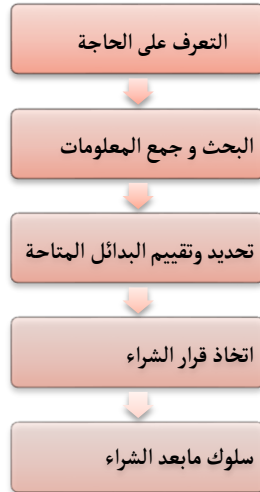 التعرف على الحاجة
البحث و جمع المعلومات
تحديد وتقييم البدائل المتاحة
اتخاذ قرار الشراء
سلوك مابعد الشراء